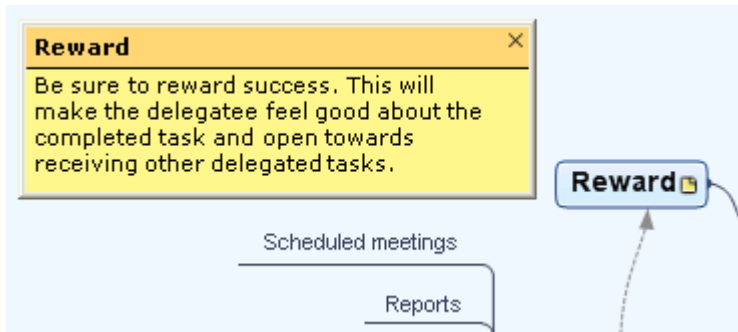 Reward
Be sure to reward success. This will
make the delegatee feel good about the
completed task and open towards
receiving other delegated tasks.
Reward
Scheduled meetings
Reports